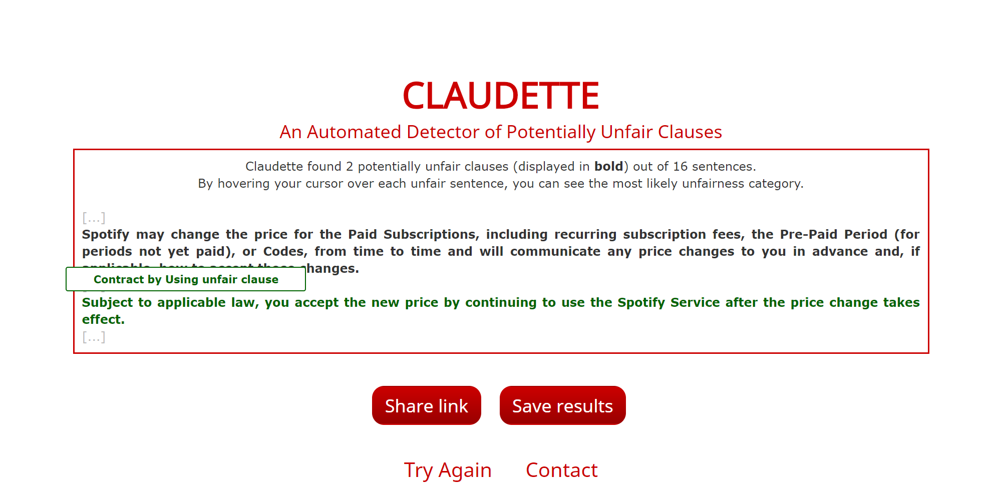 CLAUDETTE
An Automated Detector of Potentially Unfair Clauses
Claudette found 2 potentially unfair clauses (displayed in bold) out of 16 sentences.
By hovering your cursor over each unfair sentence, you can see the most likely unfairness category.
[...]
Spotify may change the price for the Paid Subscriptions, including recurring subscription fees, the Pre-Paid Period (for
periods not yet paid), or Codes, from time to time and will communicate any price changes to you in advance and, if
applicable, how to accept those changes.
Contract by Using unfair clause
Subject to applicable law, you accept the new price by continuing to use the Spotify Service after the price change takes
effect.
[...]
Share link
Save results
Try Again
Contact